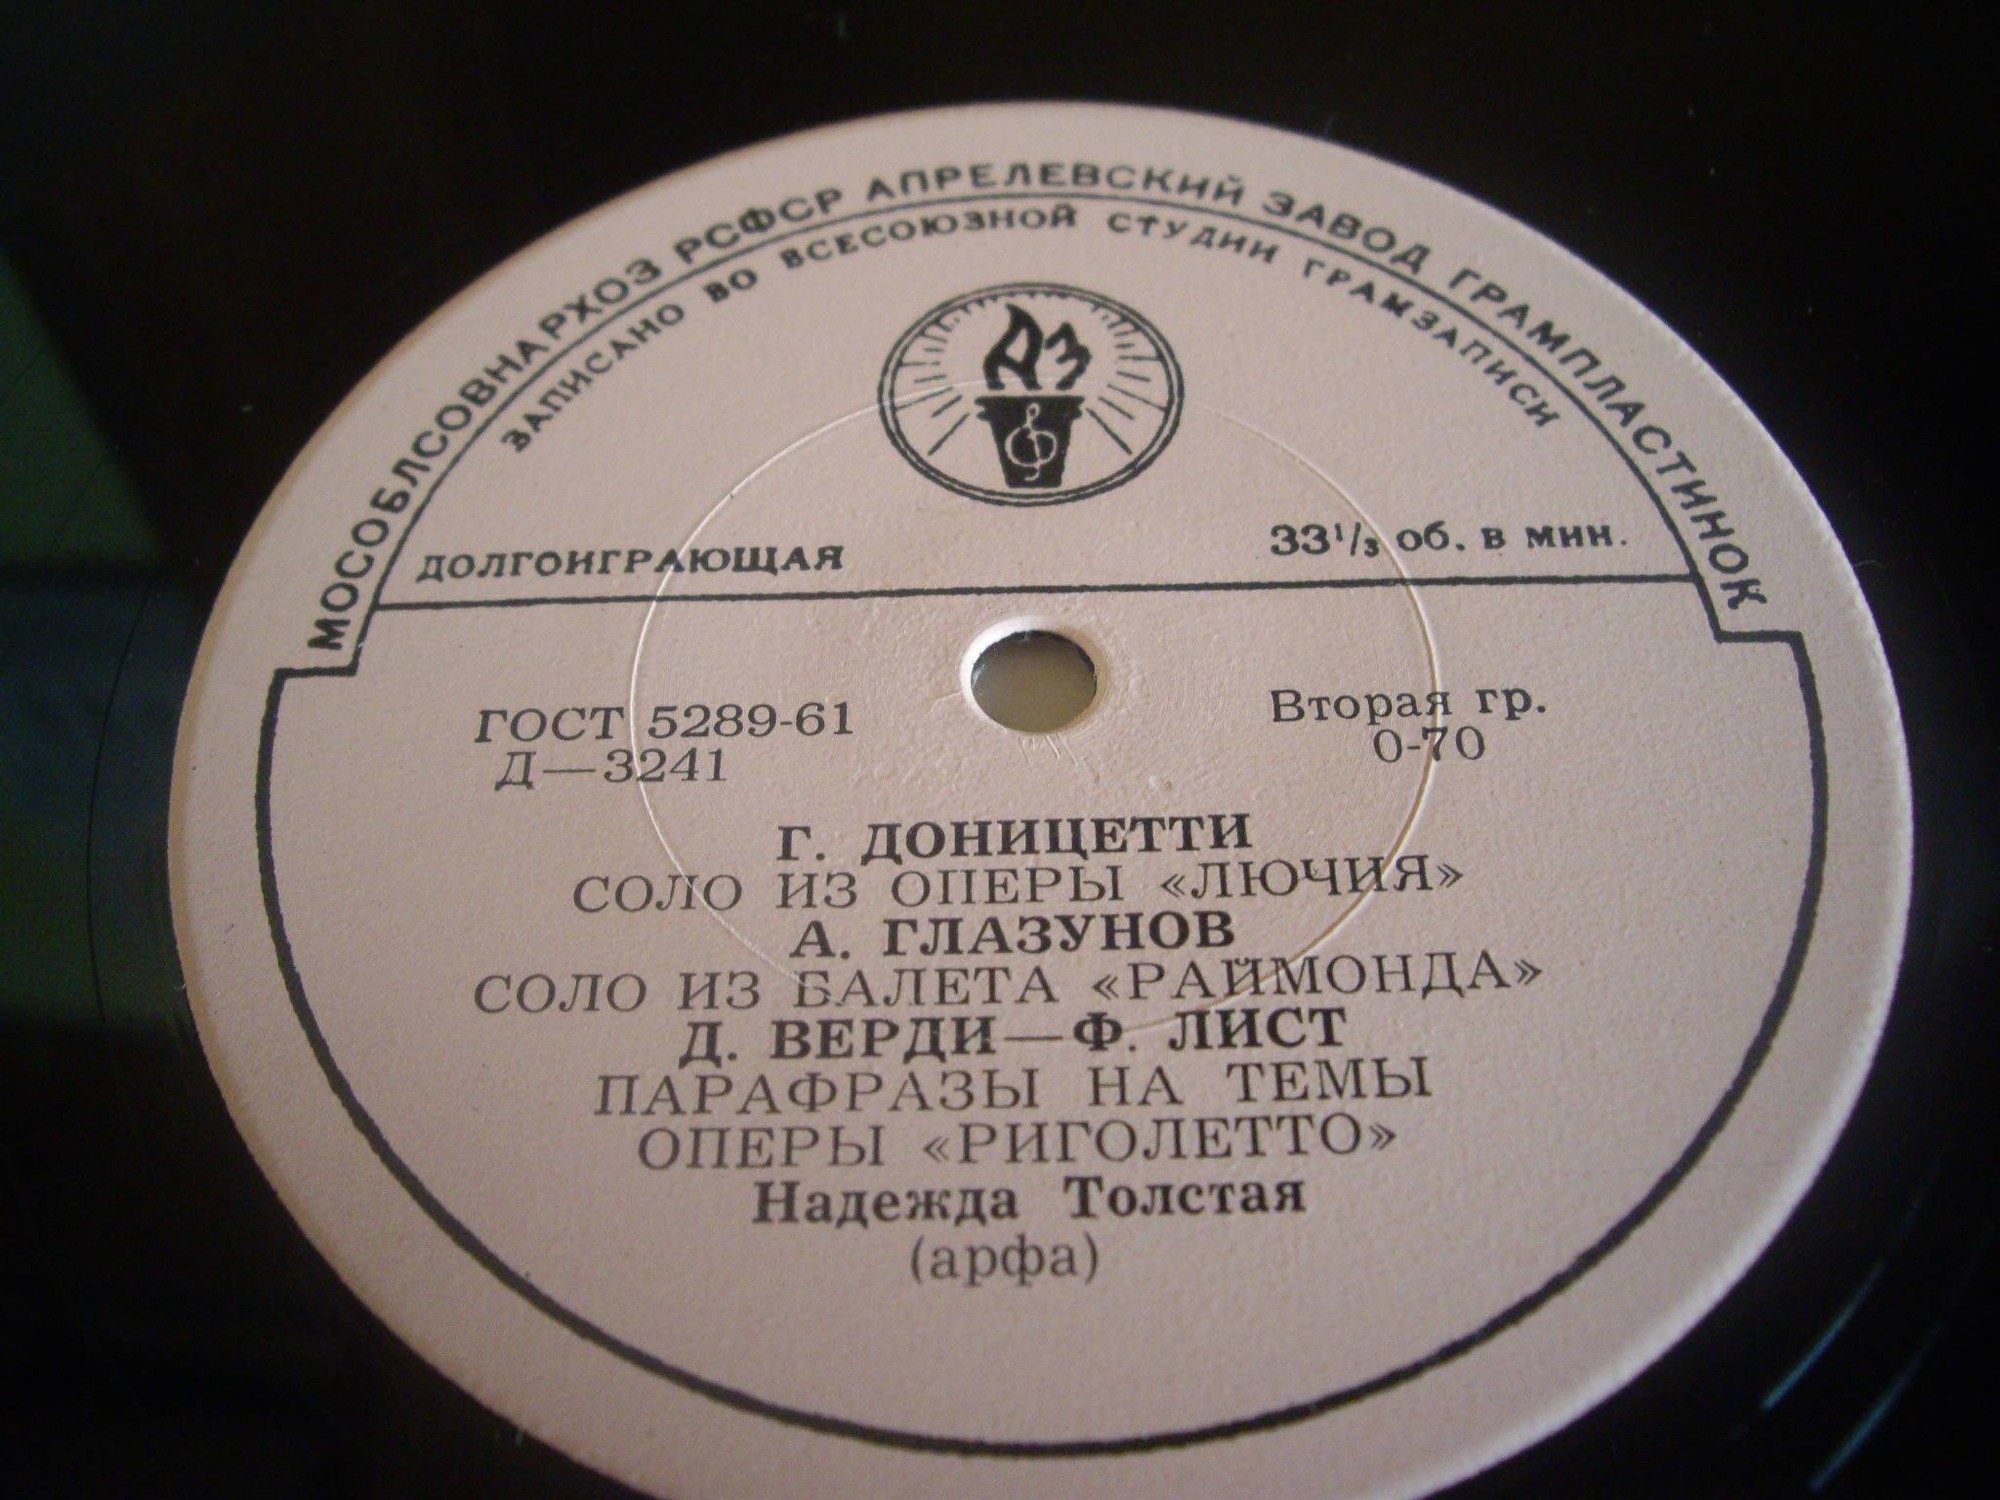 МОСОБЛСОВНАРХОЗ РСФСР АПРЕЛЕВСКИЙ ЗАВОД ГРАМПЛАСТИНОК
ЗАПИСАНО ВО ВСЕСОЮЗНОЙ СТУДИИ ГРАМЗАПИСИ
АЗ
ДОЛГОИГРАЮЩАЯ 33¹/₃ об. в мин.
ГОСТ 5289-61 Вторая гр.
Д—3241 0-70
Г. ДОНИЦЕТТИ
СОЛО ИЗ ОПЕРЫ «ЛЮЧИЯ»
А. ГЛАЗУНОВ
СОЛО ИЗ БАЛЕТА «РАЙМОНДА»
Д. ВЕРДИ—Ф. ЛИСТ
ПАРАФРАЗЫ НА ТЕМЫ
ОПЕРЫ «РИГОЛЕТТО»
Надежда Толстая
(арфа)